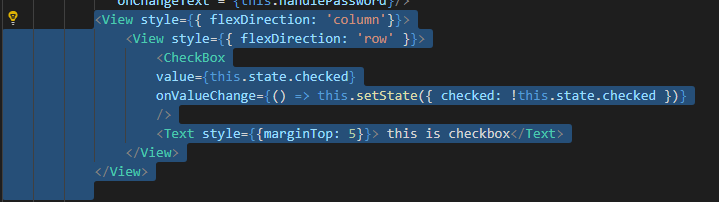 onChangeText = {this.handlePassword}/>
<View style={{ flexDirection: 'column'}}>
<View style={{ flexDirection: 'row' }}>
<CheckBox
value={this.state.checked}
onValueChange={() => this.setState({ checked: !this.state.checked })}
/>
<Text style={{marginTop: 5}}> this is checkbox</Text>
</View>
</View>